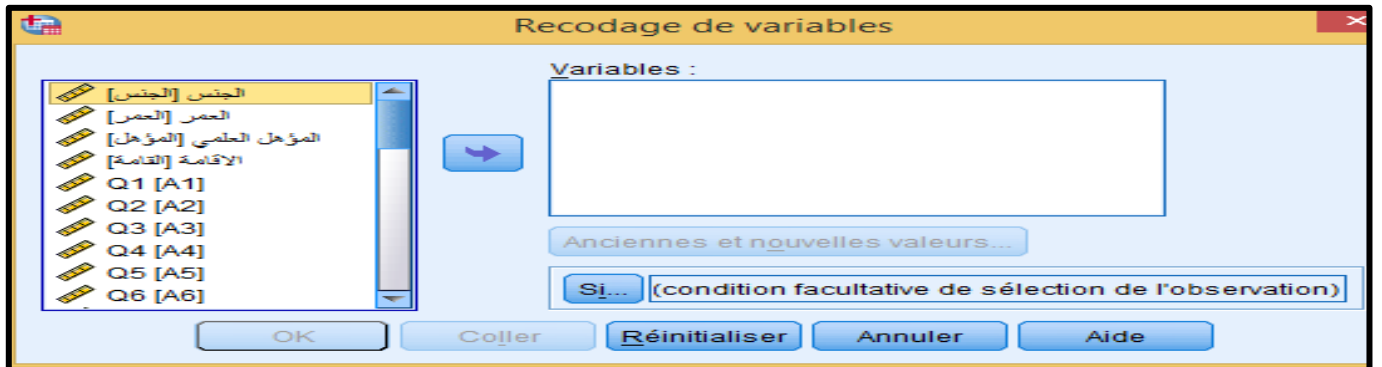 Recodage de variables
الجنس [الجنس]
العمر [العمر]
المؤهل العلمي [المؤهل]
الاقامة [القامة]
Q1 [A1]
Q2 [A2]
Q3 [A3]
Q4 [A4]
Q5 [A5]
Q6 [A6]
Variables :
Anciennes et nouvelles valeurs...
Si... (condition facultative de sélection de l'observation)
OK Coller Réinitialiser Annuler Aide